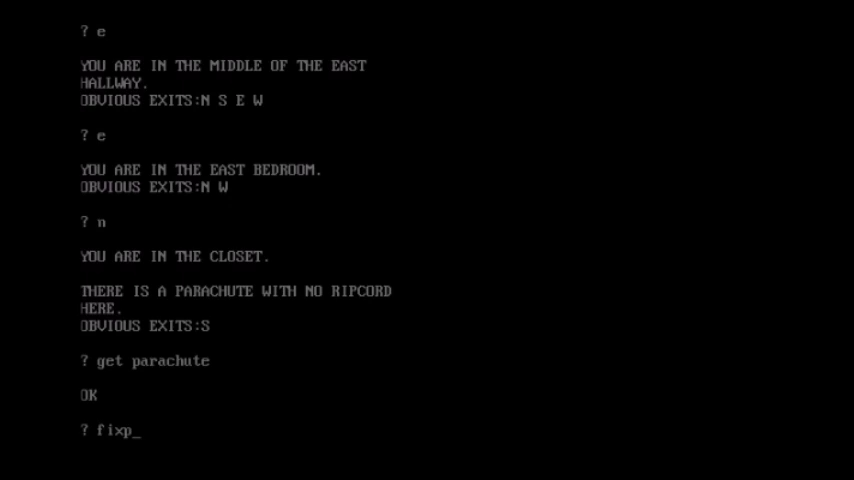 ? e
YOU ARE IN THE MIDDLE OF THE EAST
HALLWAY.
OBVIOUS EXITS:N S E W
? e
YOU ARE IN THE EAST BEDROOM.
OBVIOUS EXITS:N W
? n
YOU ARE IN THE CLOSET.
THERE IS A PARACHUTE WITH NO RIPCORD
HERE.
OBVIOUS EXITS:S
? get parachute
OK
? fixp_